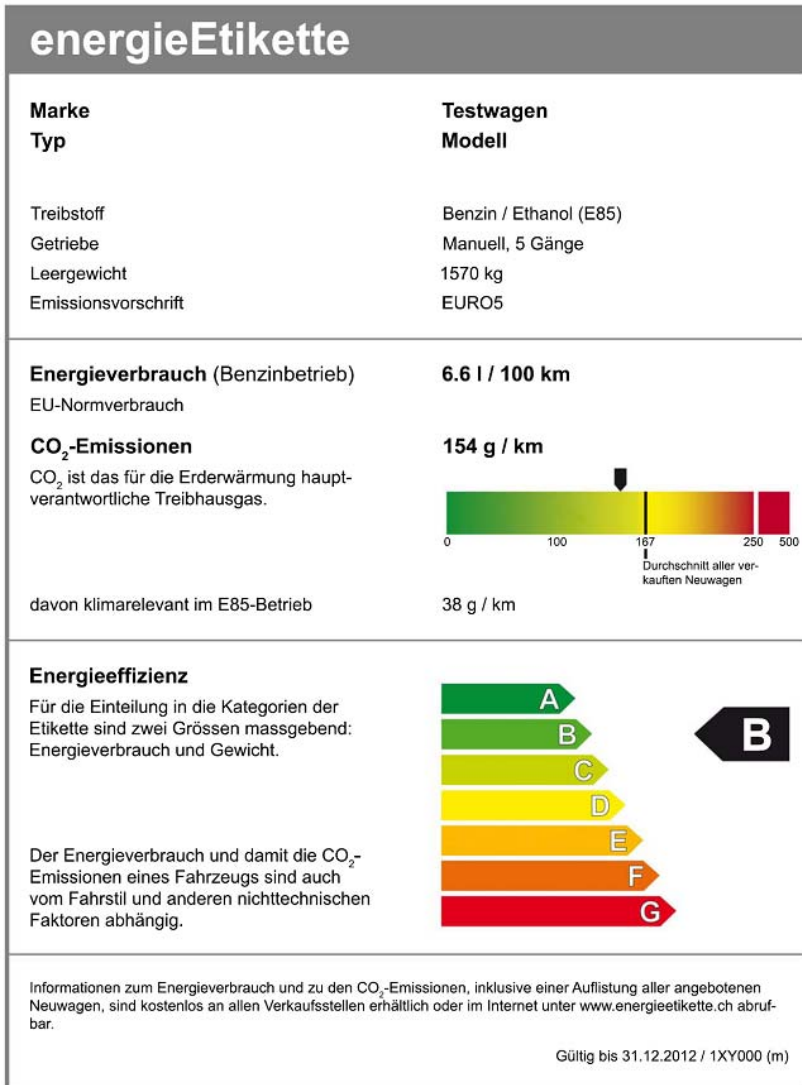 energieEtikette
Marke Testwagen
Typ Modell
Treibstoff Benzin / Ethanol (E85)
Getriebe Manuell, 5 Gänge
Leergewicht 1570 kg
Emissionsvorschrift EURO5
Energieverbrauch (Benzinbetrieb) 6.6 l / 100 km
EU-Normverbrauch
CO₂-Emissionen 154 g / km
CO₂ ist das für die Erderwärmung haupt-
verantwortliche Treibhausgas.
0 100 167 250 500
Durchschnitt aller ver-
kauften Neuwagen
davon klimarelevant im E85-Betrieb 38 g / km
Energieeffizienz
Für die Einteilung in die Kategorien der
Etikette sind zwei Grössen massgebend:
Energieverbrauch und Gewicht.
A
B B
C
D
E
F
G
Der Energieverbrauch und damit die CO₂-
Emissionen eines Fahrzeugs sind auch
vom Fahrstil und anderen nichttechnischen
Faktoren abhängig.
Informationen zum Energieverbrauch und zu den CO₂-Emissionen, inklusive einer Auflistung aller angebotenen
Neuwagen, sind kostenlos an allen Verkaufsstellen erhältlich oder im Internet unter www.energieetikette.ch abruf-
bar.
Gültig bis 31.12.2012 / 1XY000 (m)